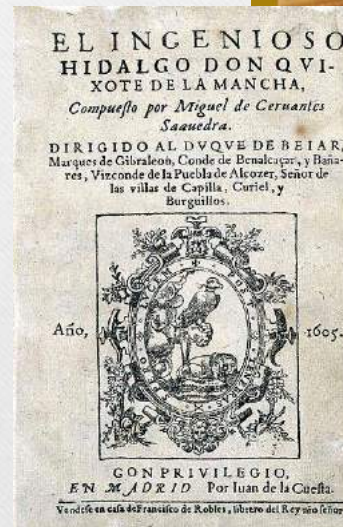 EL INGENIOSO
HIDALGO DON QVI-
XOTE DE LA MANCHA,
Compuesto por Miguel de Ceruantes
Saauedra.
DIRIGIDO AL DVQVE DE BEIAR,
Marques de Gibraleon, Conde de Benalcaçar, y Baña-
res, Vizconde de la Puebla de Alcozer, Señor de
las villas de Capilla, Curiel, y
Burguillos.
Año, 1605.
CON PRIVILEGIO,
EN MADRID Por Iuan de la Cuesta.
Vendese en casa de Francisco de Robles, librero del Rey nro señor